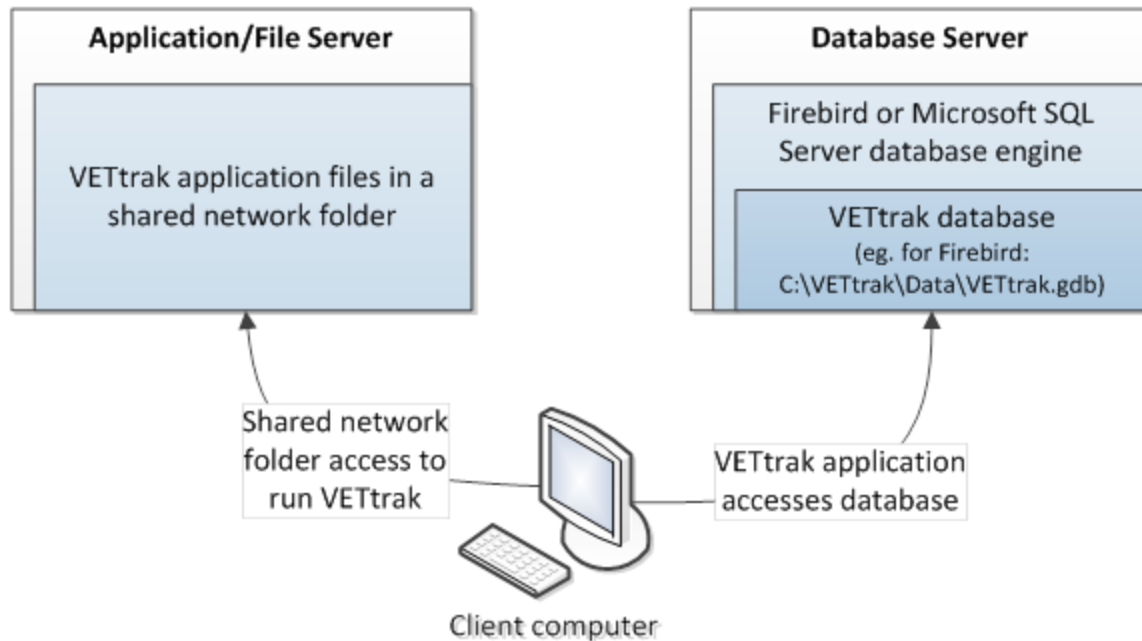 Application/File Server
VETtrak application files in a
shared network folder
Database Server
Firebird or Microsoft SQL
Server database engine
VETtrak database
(eg. for Firebird:
C:\VETtrak\Data\VETtrak.gdb)
Shared network
folder access to
run VETtrak
VETtrak application
accesses database
Client computer